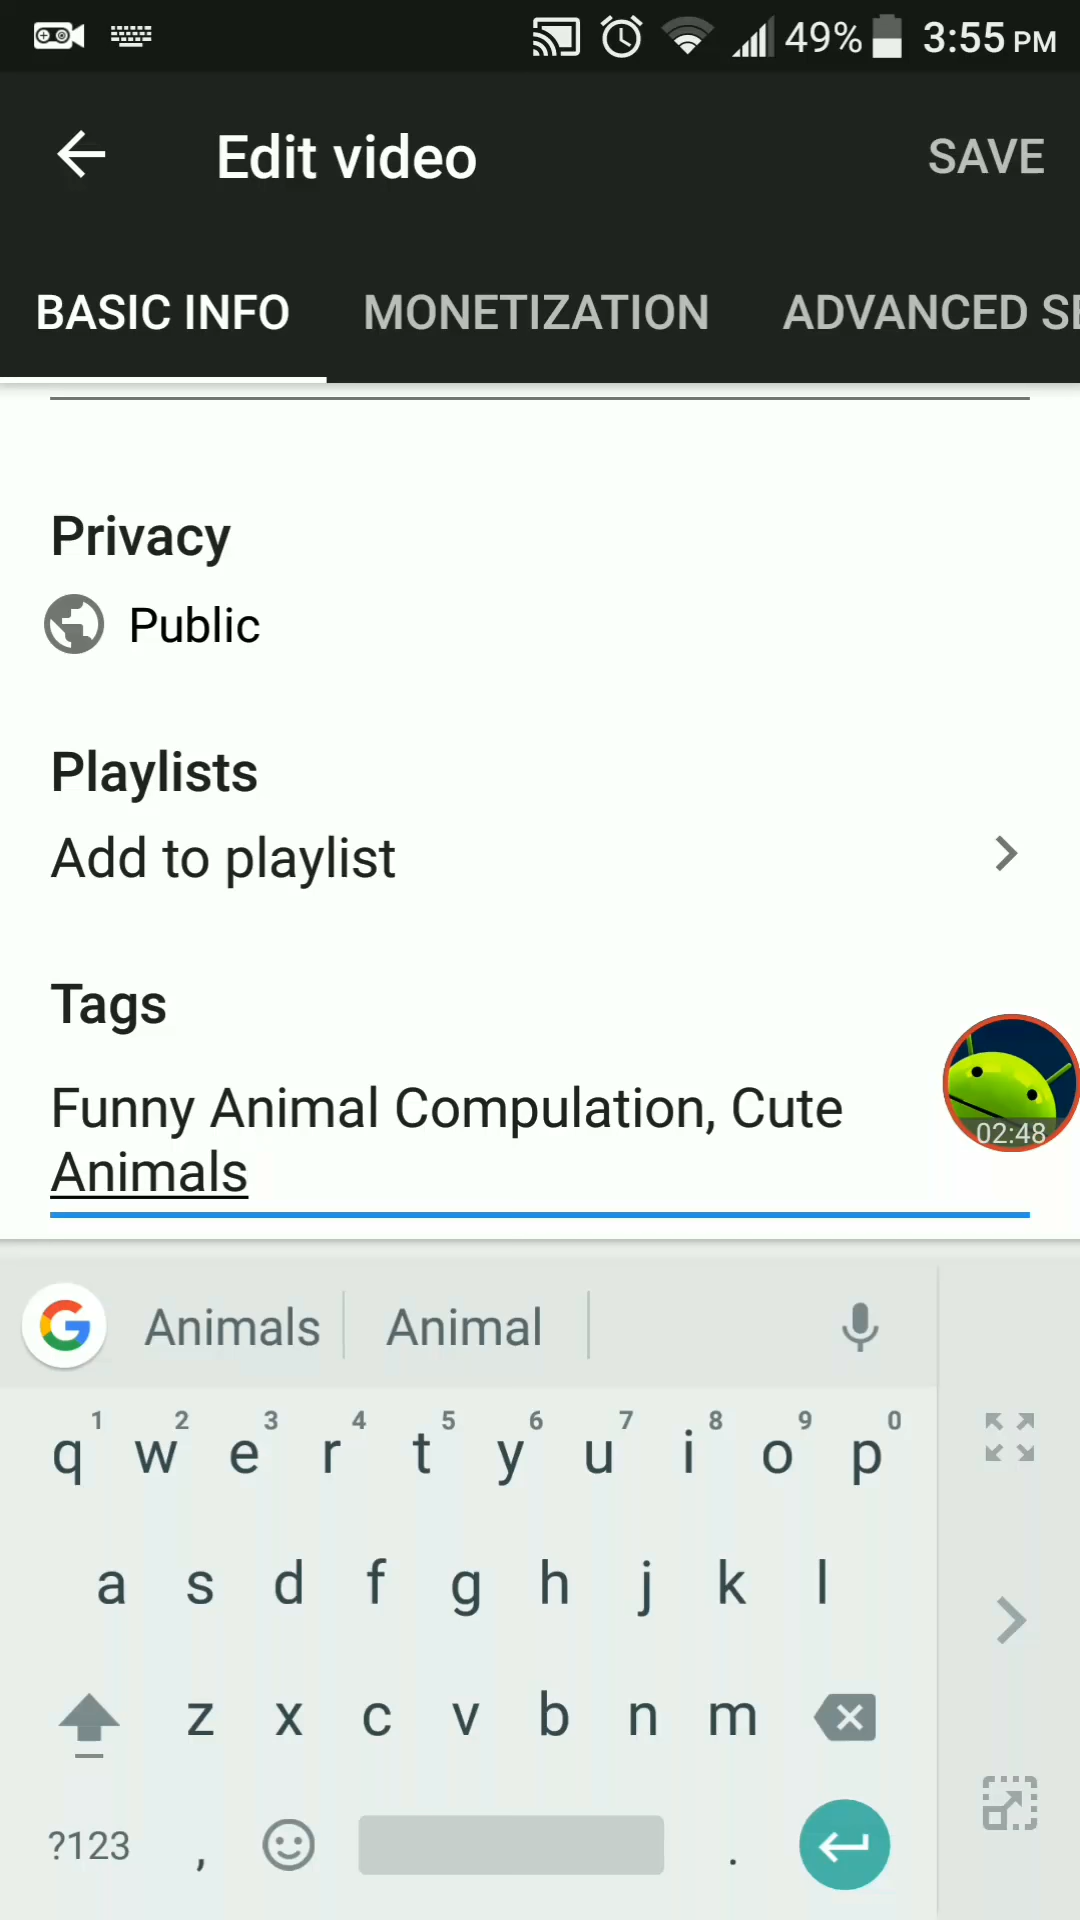 49% 3:55 PM
Edit video SAVE
BASIC INFO MONETIZATION ADVANCED SE
Privacy
Public
Playlists
Add to playlist
Tags
Funny Animal Compulation, Cute
Animals
02:48
G Animals Animal
1 2 3 4 5 6 7 8 9 0
q w e r t y u i o p
a s d f g h j k l
z x c v b n m
?123 , .